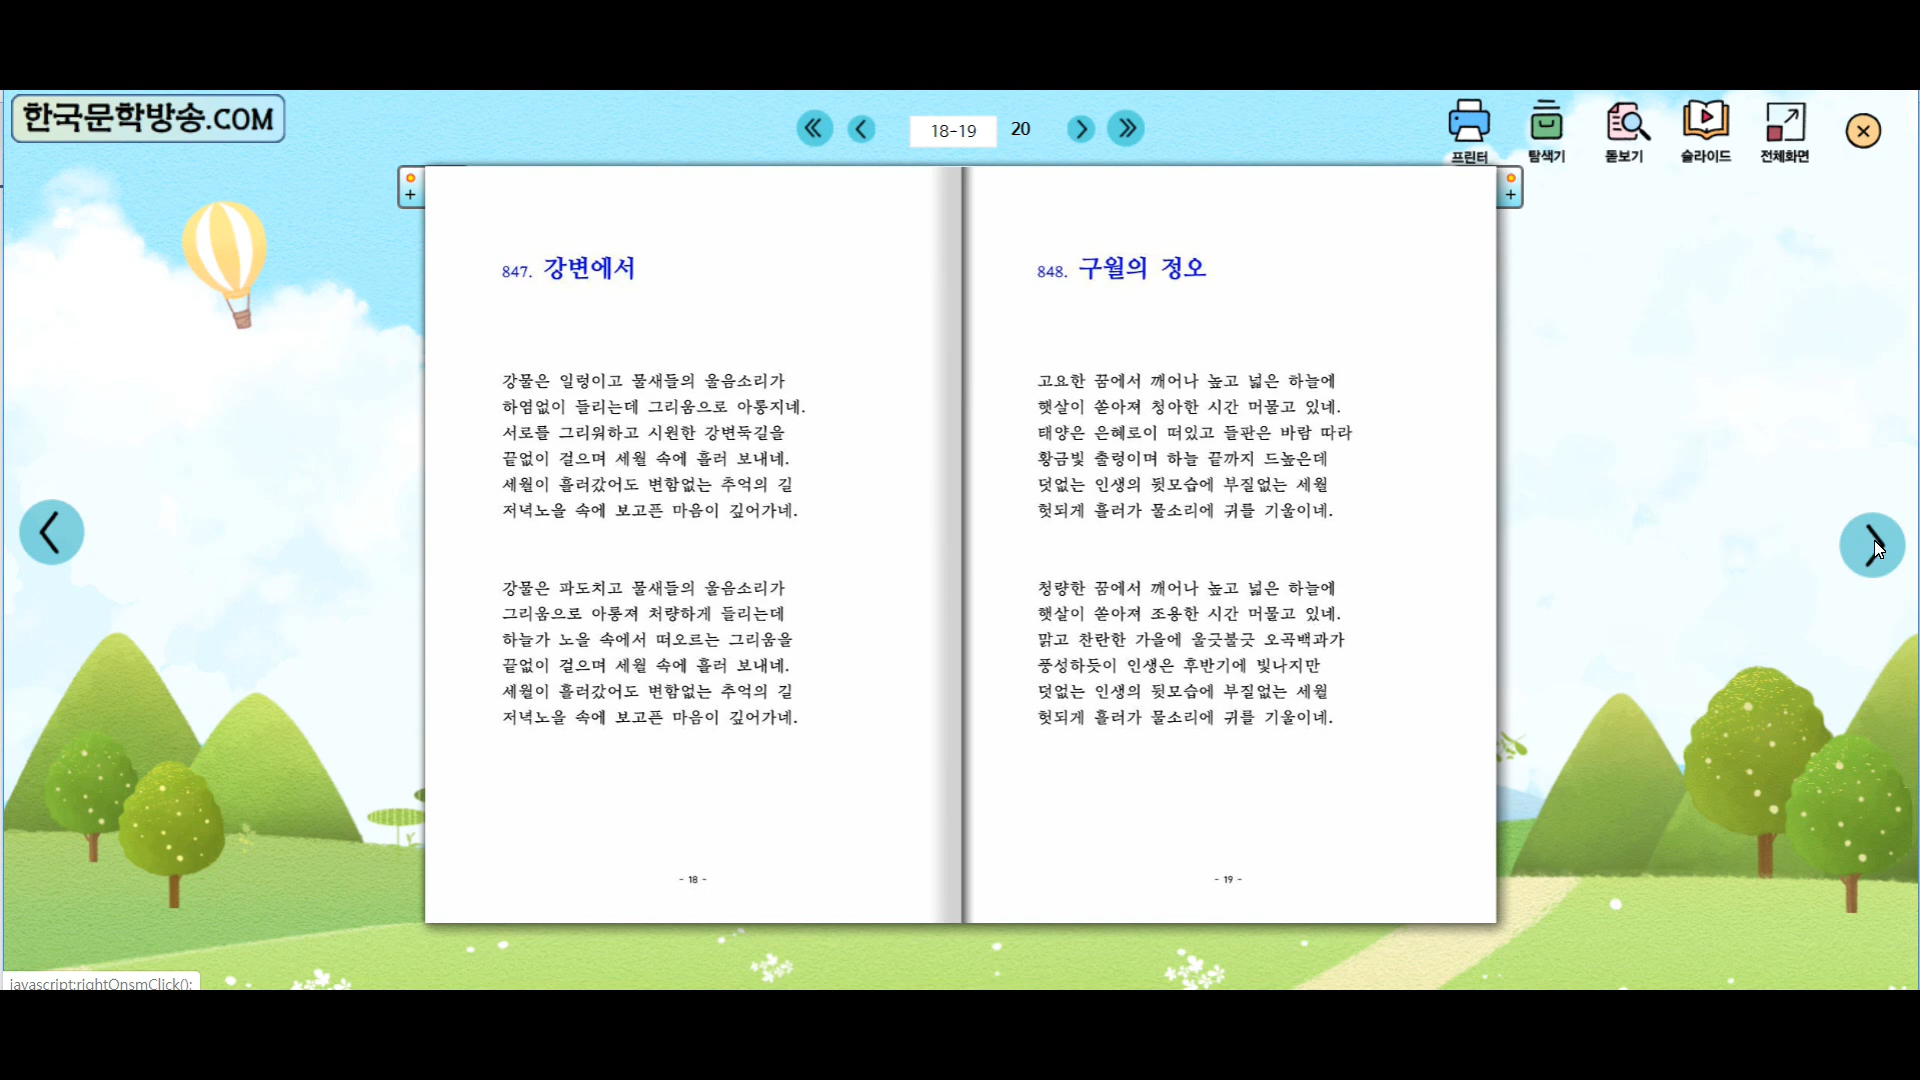 한국문학방송.COM
18-19
20
프린터
탐색기
돋보기
슬라이드
전체화면
847. 강변에서
강물은 일렁이고 물새들의 울음소리가
하염없이 들리는데 그리움으로 아롱지네.
서로를 그리워하고 시원한 강변둑길을
끝없이 걸으며 세월 속에 흘러 보내네.
세월이 흘러갔어도 변함없는 추억의 길
저녁노을 속에 보고픈 마음이 깊어가네.
강물은 파도치고 물새들의 울음소리가
그리움으로 아롱져 처량하게 들리는데
하늘가 노을 속에서 떠오르는 그리움을
끝없이 걸으며 세월 속에 흘러 보내네.
세월이 흘러갔어도 변함없는 추억의 길
저녁노을 속에 보고픈 마음이 깊어가네.
- 18 -
848. 구월의 정오
고요한 꿈에서 깨어나 높고 넓은 하늘에
햇살이 쏟아져 청아한 시간 머물고 있네.
태양은 은혜로이 떠있고 들판은 바람 따라
황금빛 출렁이며 하늘 끝까지 드높은데
덧없는 인생의 뒷모습에 부질없는 세월
헛되게 흘러가 물소리에 귀를 기울이네.
청량한 꿈에서 깨어나 높고 넓은 하늘에
햇살이 쏟아져 조용한 시간 머물고 있네.
맑고 찬란한 가을에 울긋불긋 오곡백과가
풍성하듯이 인생은 후반기에 빛나지만
덧없는 인생의 뒷모습에 부질없는 세월
헛되게 흘러가 물소리에 귀를 기울이네.
- 19 -
javascript:rightOnsmClick();